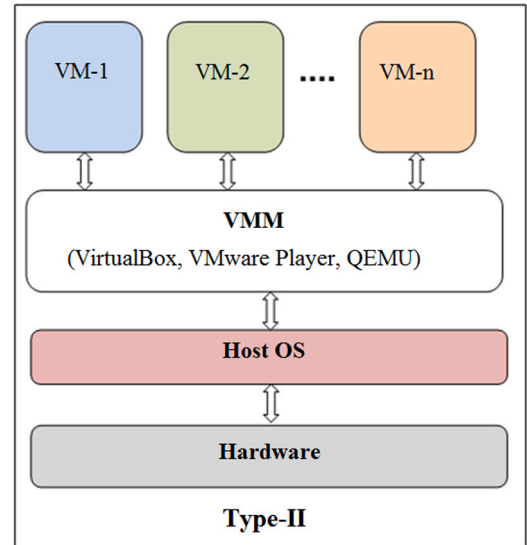 VM-1 VM-2 .... VM-n
VMM
(VirtualBox, VMware Player, QEMU)
Host OS
Hardware
Type-II